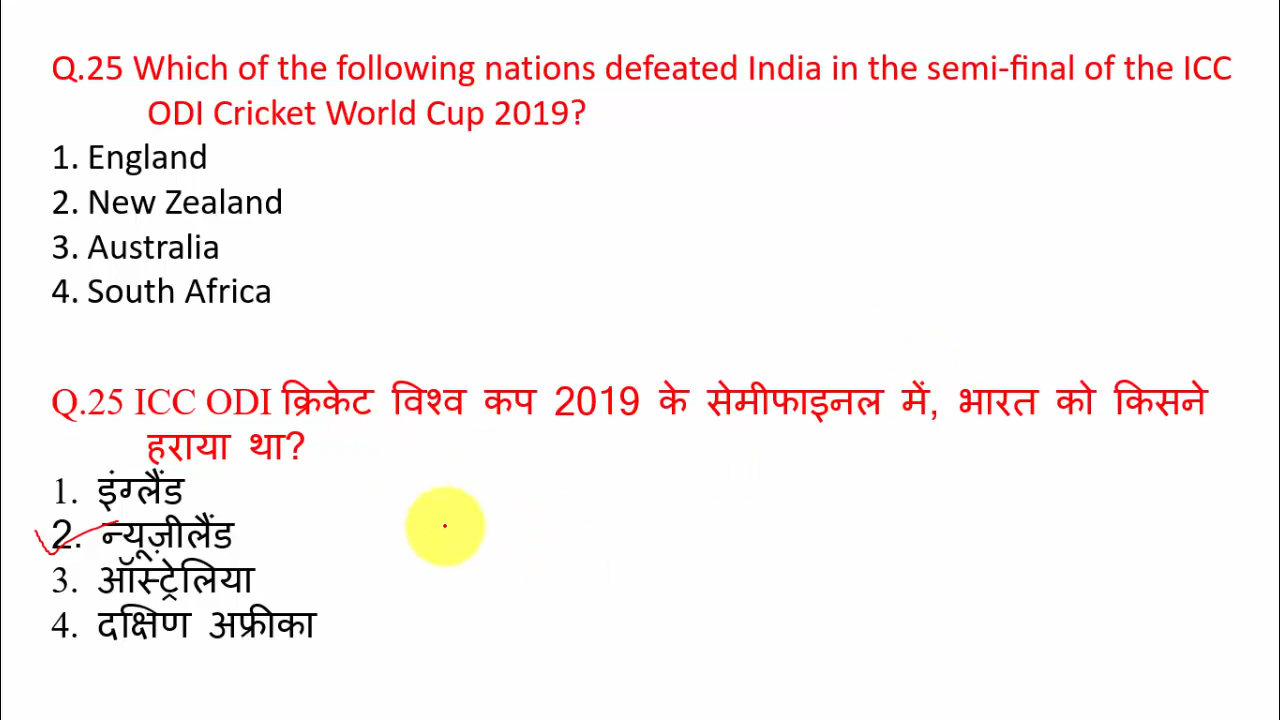 Q.25 Which of the following nations defeated India in the semi-final of the ICC
ODI Cricket World Cup 2019?
1. England
2. New Zealand
3. Australia
4. South Africa
Q.25 ICC ODI क्रिकेट विश्व कप 2019 के सेमीफाइनल में, भारत को किसने
हराया था?
1. इंग्लैंड
2. न्यूज़ीलैंड
3. ऑस्ट्रेलिया
4. दक्षिण अफ्रीका